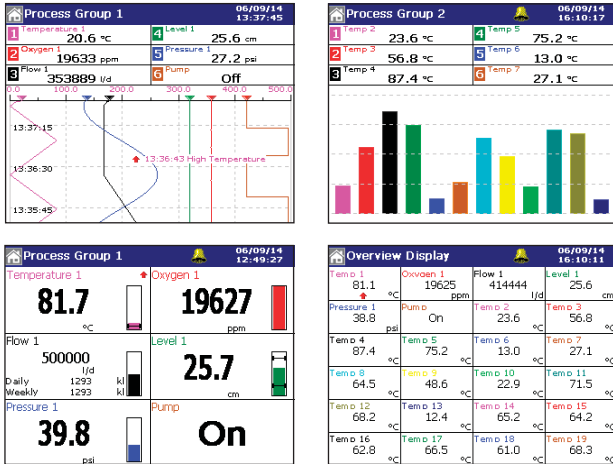 Process Group 1 06/09/14 13:37:45
1 Temperature 1 20.6 °C 4 Level 1 25.6 cm
2 Oxygen 1 19633 ppm 5 Pressure 1 27.2 psi
3 Flow 1 353889 l/d 6 Pump Off
0.0 100.0 200.0 300.0 400.0 500.0
13:37:15
13:36:43 High Temperature
13:36:30
13:35:45
Process Group 2 06/09/14 16:10:17
1 Temp 2 23.6 °C 4 Temp 5 75.2 °C
2 Temp 3 56.8 °C 5 Temp 6 13.0 °C
3 Temp 4 87.4 °C 6 Temp 7 27.1 °C
Process Group 1 06/09/14 12:49:27
Temperature 1 Oxygen 1
81.7 19627
°C ppm
Flow 1 Level 1
500000 25.7
l/d cm
Daily 1293 kl
Weekly 1293 kl
Pressure 1 Pump
39.8 On
psi
Overview Display 06/09/14 16:10:11
Temp 1 Oxygen 1 Flow 1 Level 1
81.1 19625 414444 25.6
°C ppm l/d cm
Pressure 1 Pump Temp 2 Temp 3
38.8 On 23.6 56.8
psi °C °C
Temp 4 Temp 5 Temp 6 Temp 7
87.4 75.2 13.0 27.1
°C °C °C °C
Temp 8 Temp 9 Temp 10 Temp 11
64.5 48.6 22.9 71.5
°C °C °C °C
Temp 12 Temp 13 Temp 14 Temp 15
68.2 12.4 65.2 64.2
°C °C °C °C
Temp 16 Temp 17 Temp 18 Temp 19
62.8 66.5 61.0 68.3
°C °C °C °C